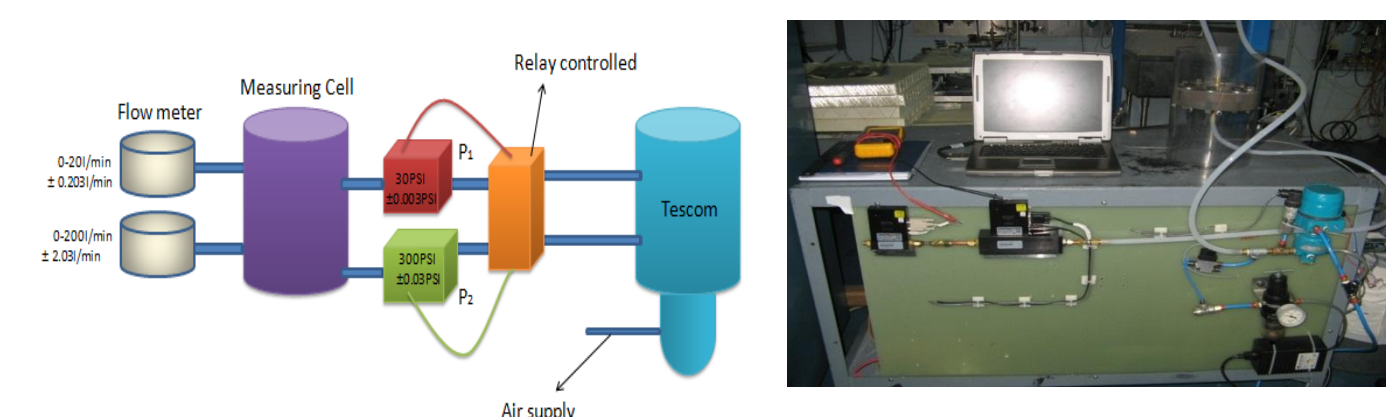 Relay controlled
Measuring Cell
Flow meter
0-20l/min
± 0.203l/min
P1
30PSI
±0.003PSI
Tescom
0-200l/min
± 2.03l/min
300PSI
±0.03PSI
P2
Air supply